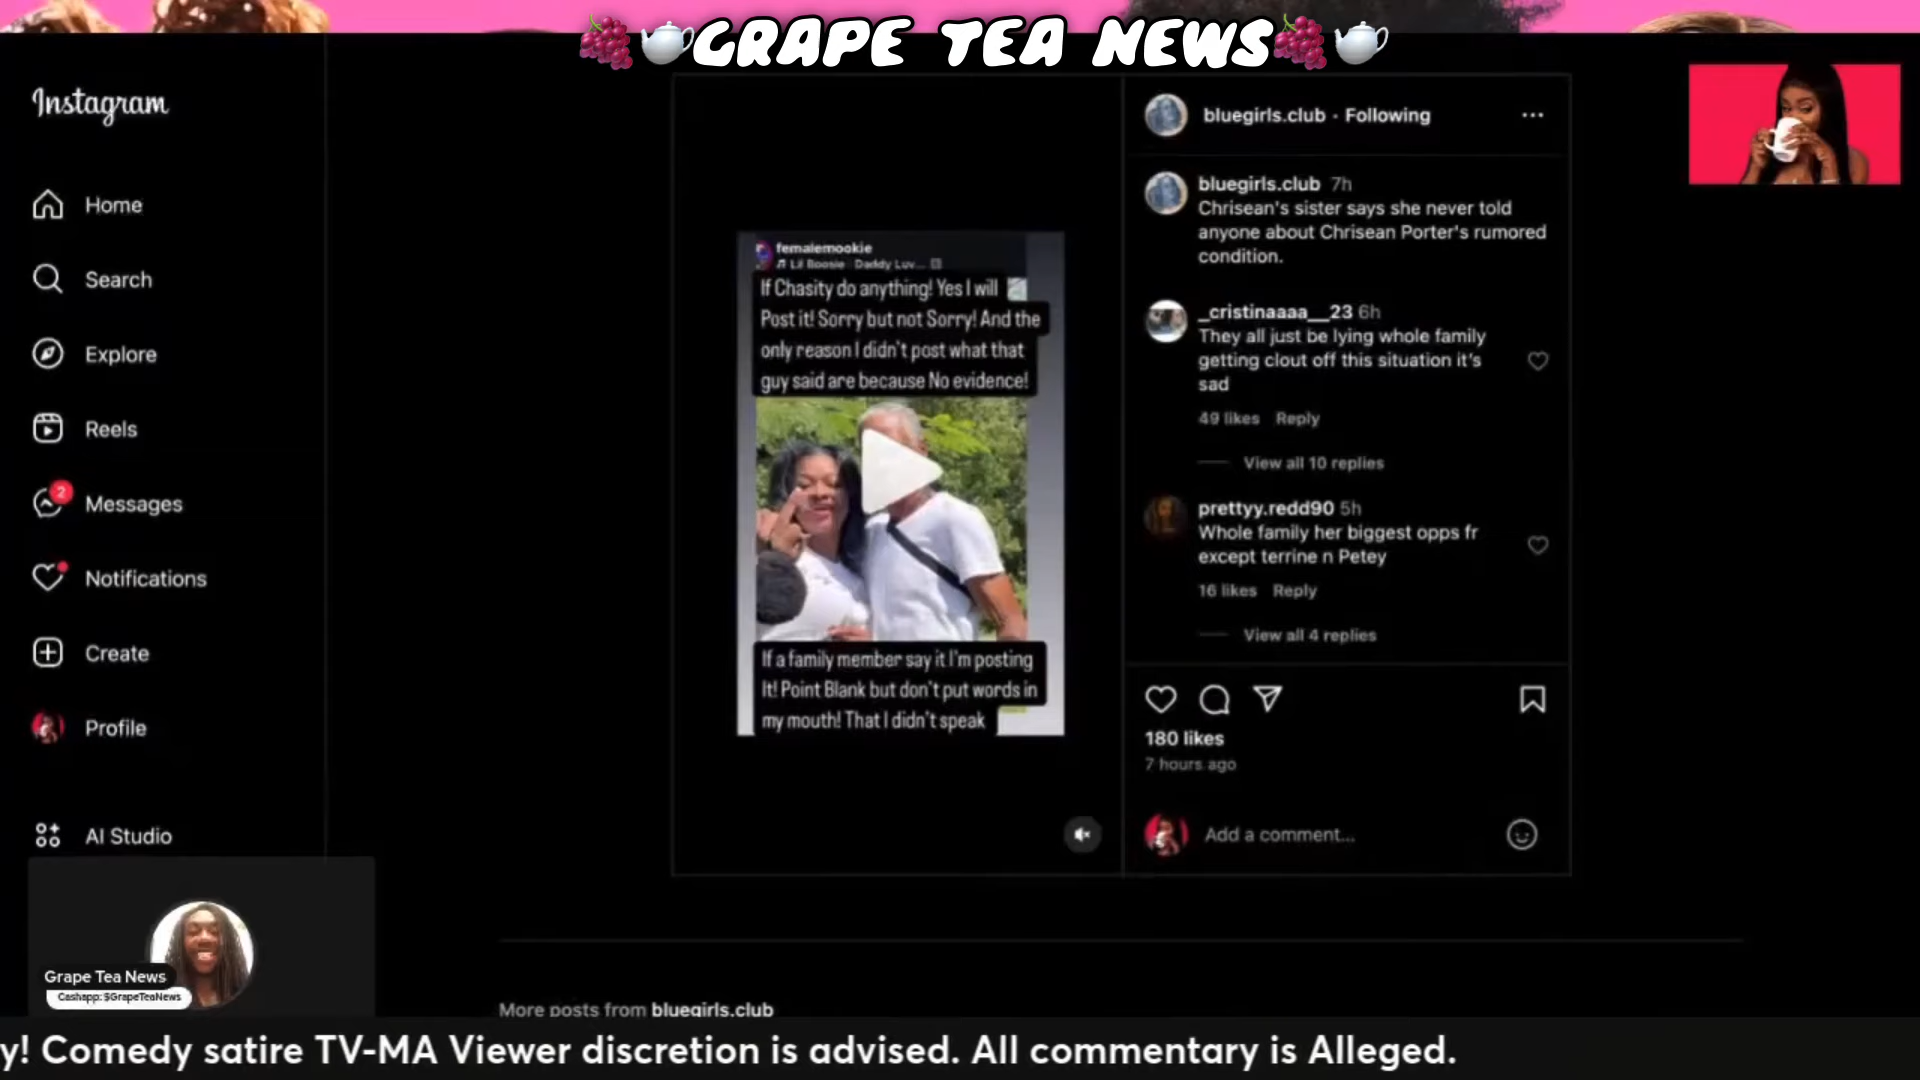 GRAPE TEA NEWS
Instagram
Home
Search
Explore
Reels
2
Messages
Notifications
Create
Profile
AI Studio
femalemookie
Lil Boosie · Daddy Luv...
If Chasity do anything! Yes I will
Post it! Sorry but not Sorry! And the
only reason I didn't post what that
guy said are because No evidence!
If a family member say it I'm posting
It! Point Blank but don't put words in
my mouth! That I didn't speak
bluegirls.club · Following
bluegirls.club 7h
Chrisean's sister says she never told
anyone about Chrisean Porter's rumored
condition.
_cristinaaaa__23 6h
They all just be lying whole family
getting clout off this situation it's
sad
49 likes Reply
View all 10 replies
prettyy.redd90 5h
Whole family her biggest opps fr
except terrine n Petey
16 likes Reply
View all 4 replies
180 likes
7 hours ago
Add a comment...
More posts from bluegirls.club
Grape Tea News
Cashapp: $GrapeTeaNews
y! Comedy satire TV-MA Viewer discretion is advised. All commentary is Alleged.